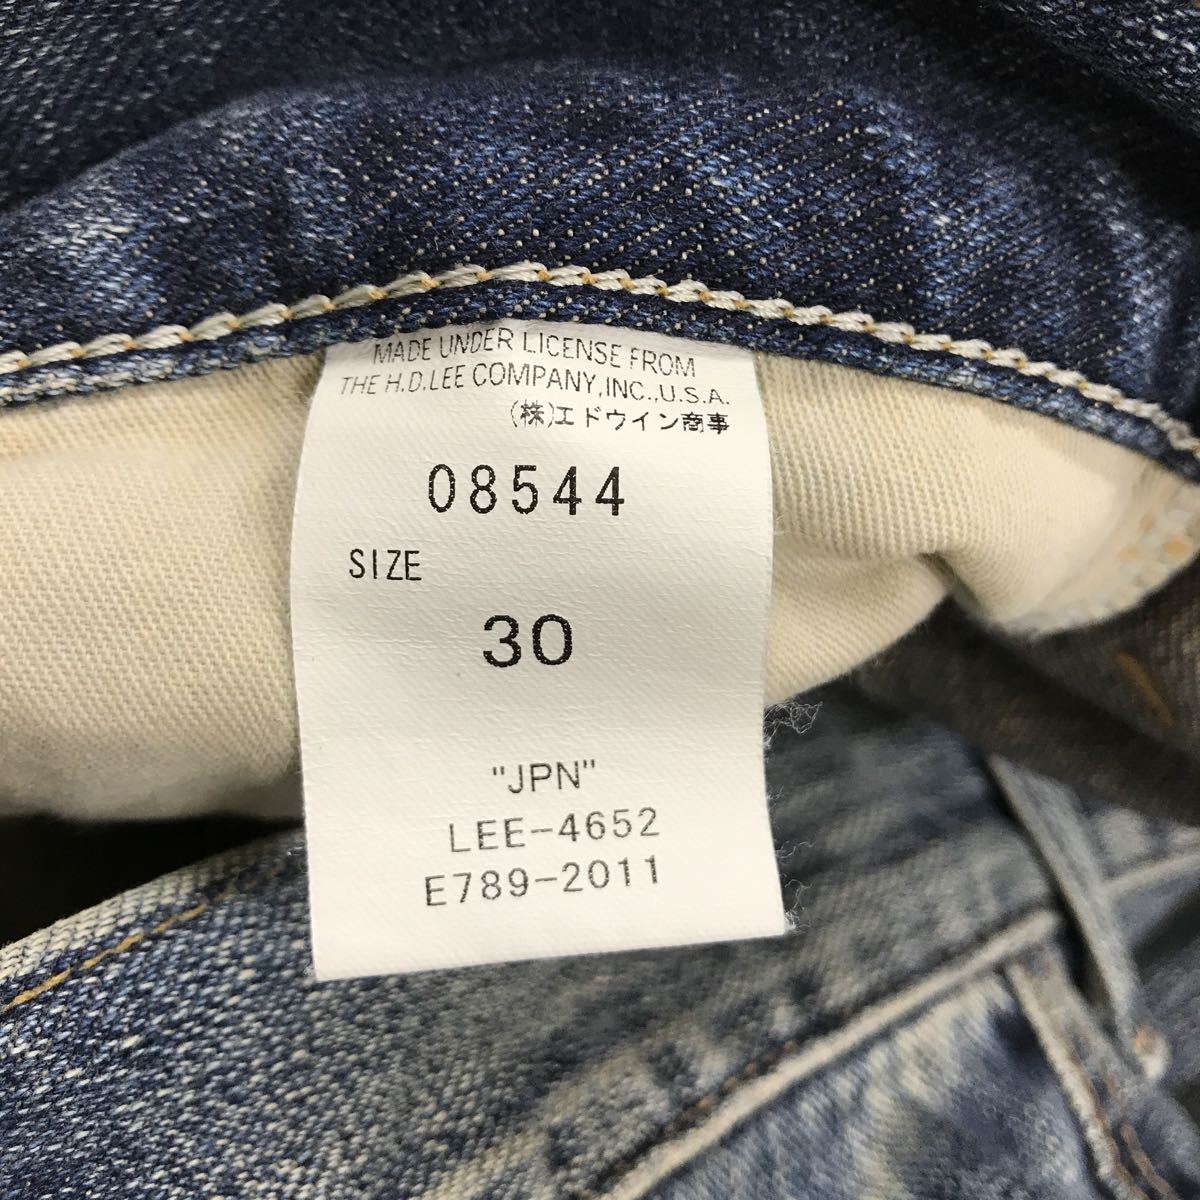 MADE UNDER LICENSE FROM
THE H.D.LEE COMPANY,INC.,U.S.A.
(株)エドウイン商事
08544
SIZE
30
"JPN"
LEE-4652
E789-2011